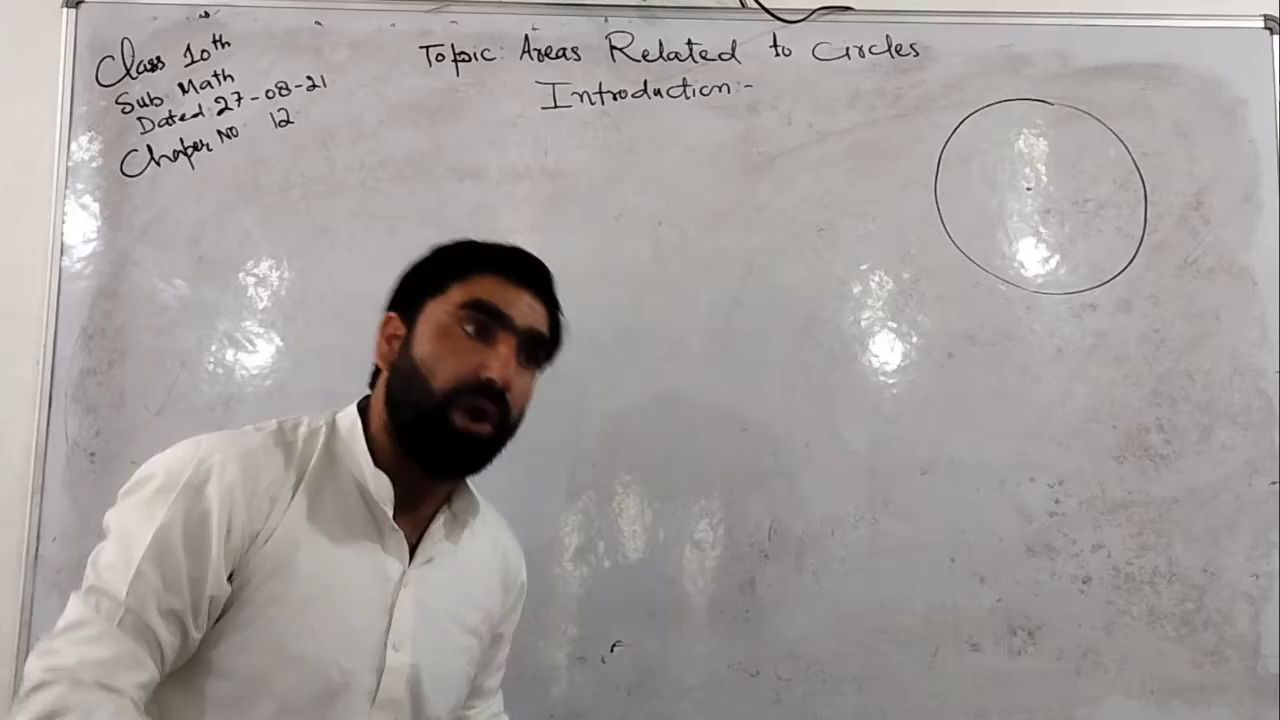 Class 10th
Sub Math
Dated: 27-08-21
Chaper No 12
Topic: Areas Related to Circles
Introduction:-